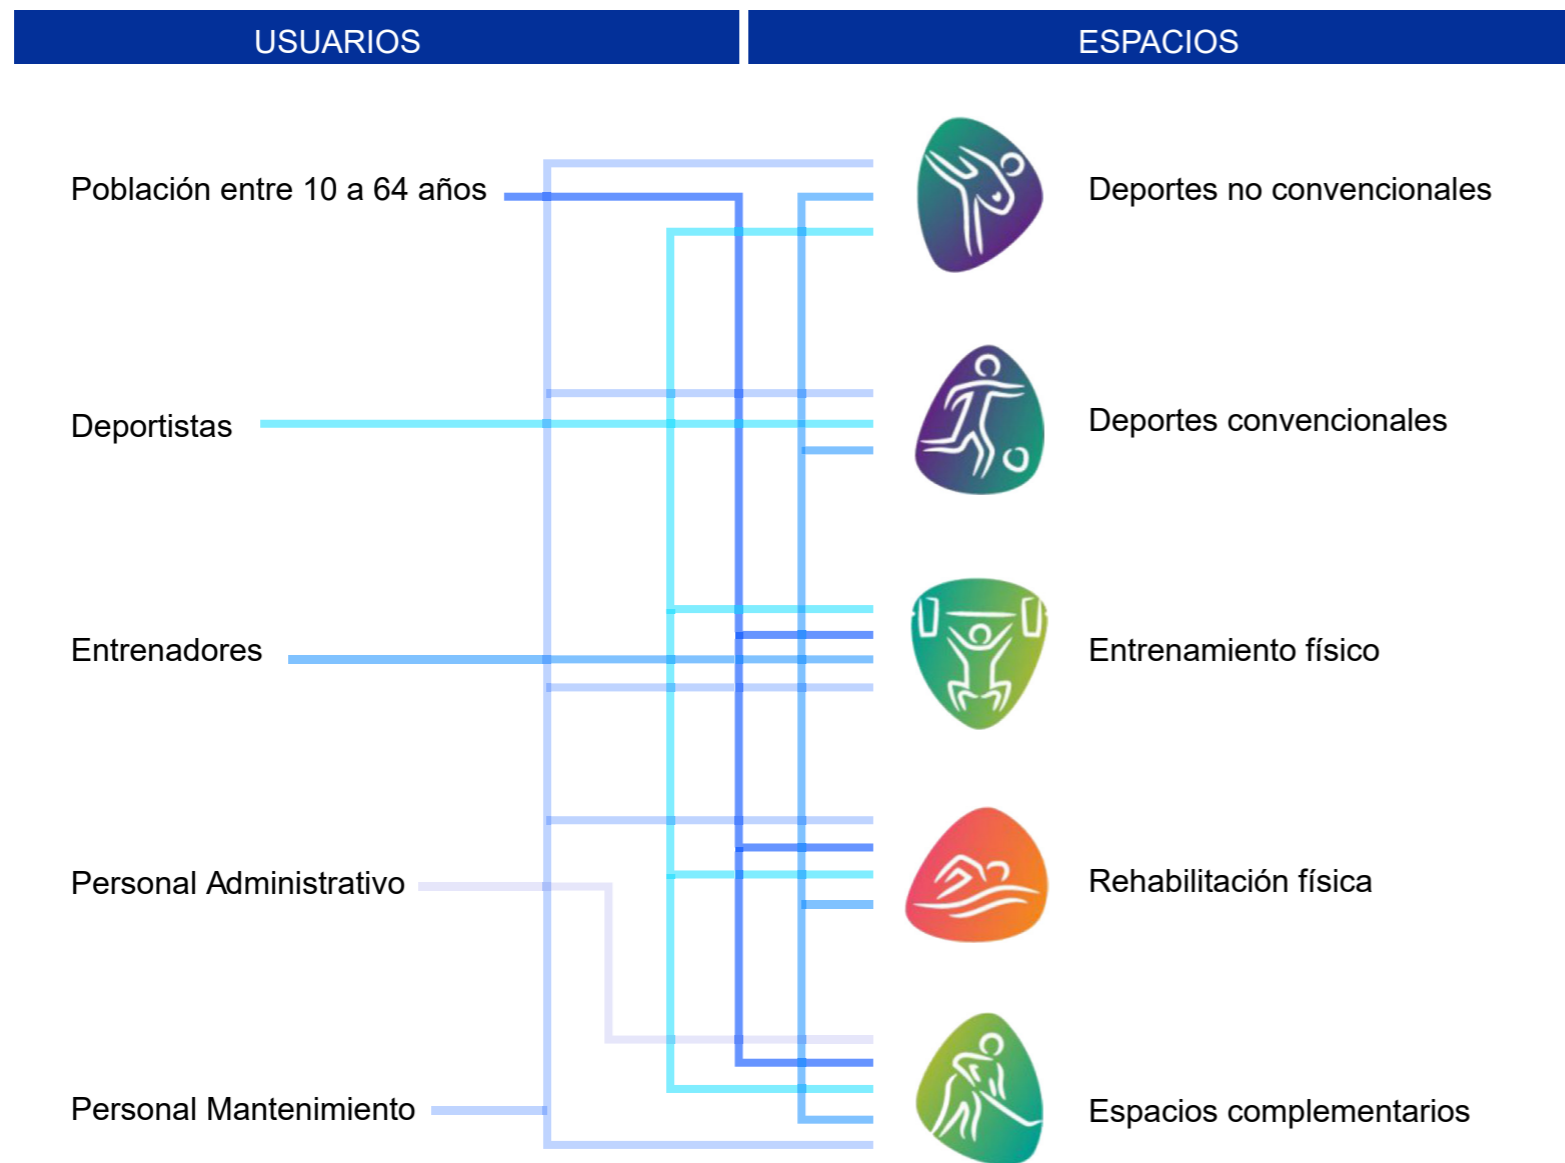 USUARIOS
ESPACIOS
Población entre 10 a 64 años
Deportes no convencionales
Deportistas
Deportes convencionales
Entrenadores
Entrenamiento físico
Personal Administrativo
Rehabilitación física
Personal Mantenimiento
Espacios complementarios